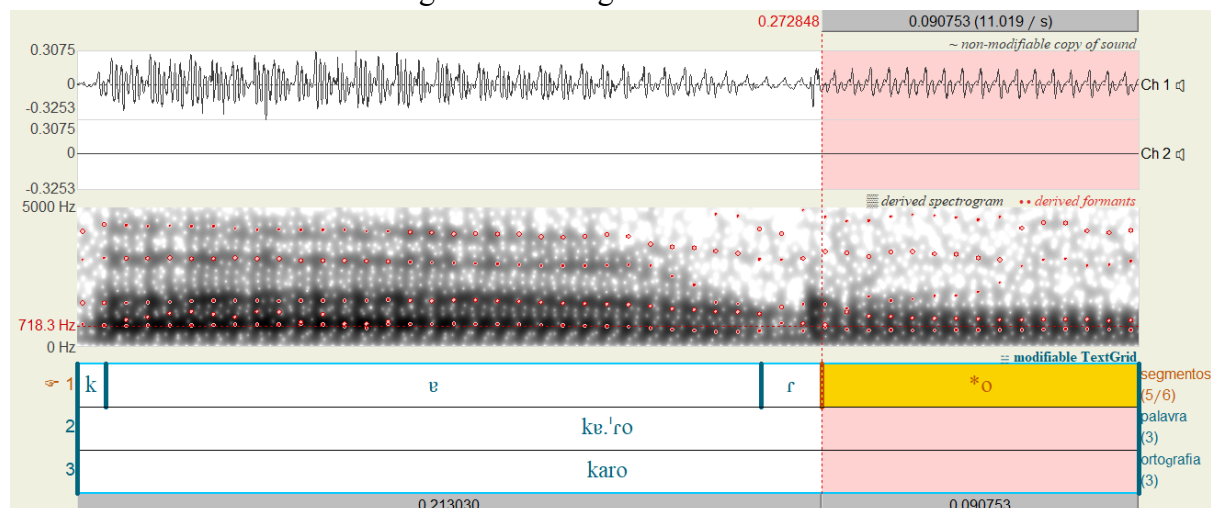 0.272848 0.090753 (11.019 / s)
~ non-modifiable copy of sound
0.3075
0
-0.3253
Ch 1
0.3075
0
-0.3253
Ch 2
5000 Hz
derived spectrogram derived formants
718.3 Hz
0 Hz
modifiable TextGrid
1 k ɐ ɾ *o segmentos (5/6)
2 kɐ.ˈɾo palavra (3)
3 karo ortografia (3)
0.213030 0.090753